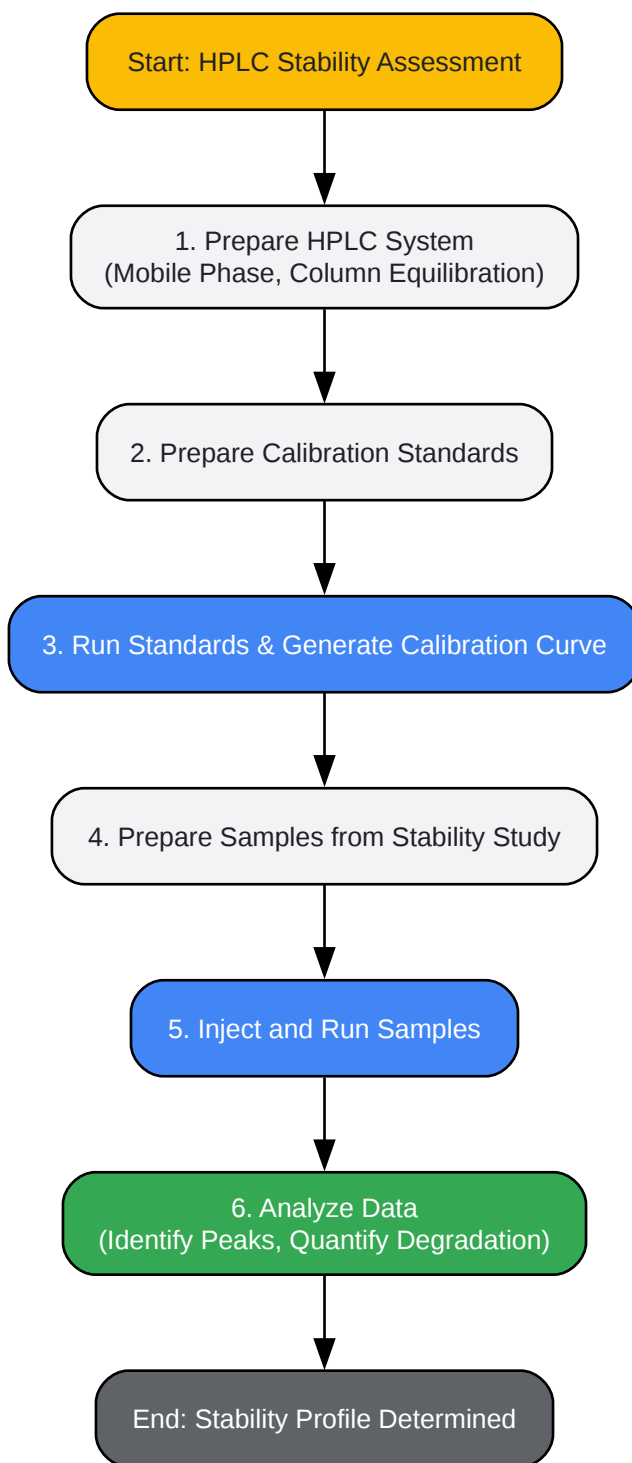 Start: HPLC Stability Assessment
1. Prepare HPLC System
(Mobile Phase, Column Equilibration)
2. Prepare Calibration Standards
3. Run Standards & Generate Calibration Curve
4. Prepare Samples from Stability Study
5. Inject and Run Samples
6. Analyze Data
(Identify Peaks, Quantify Degradation)
End: Stability Profile Determined